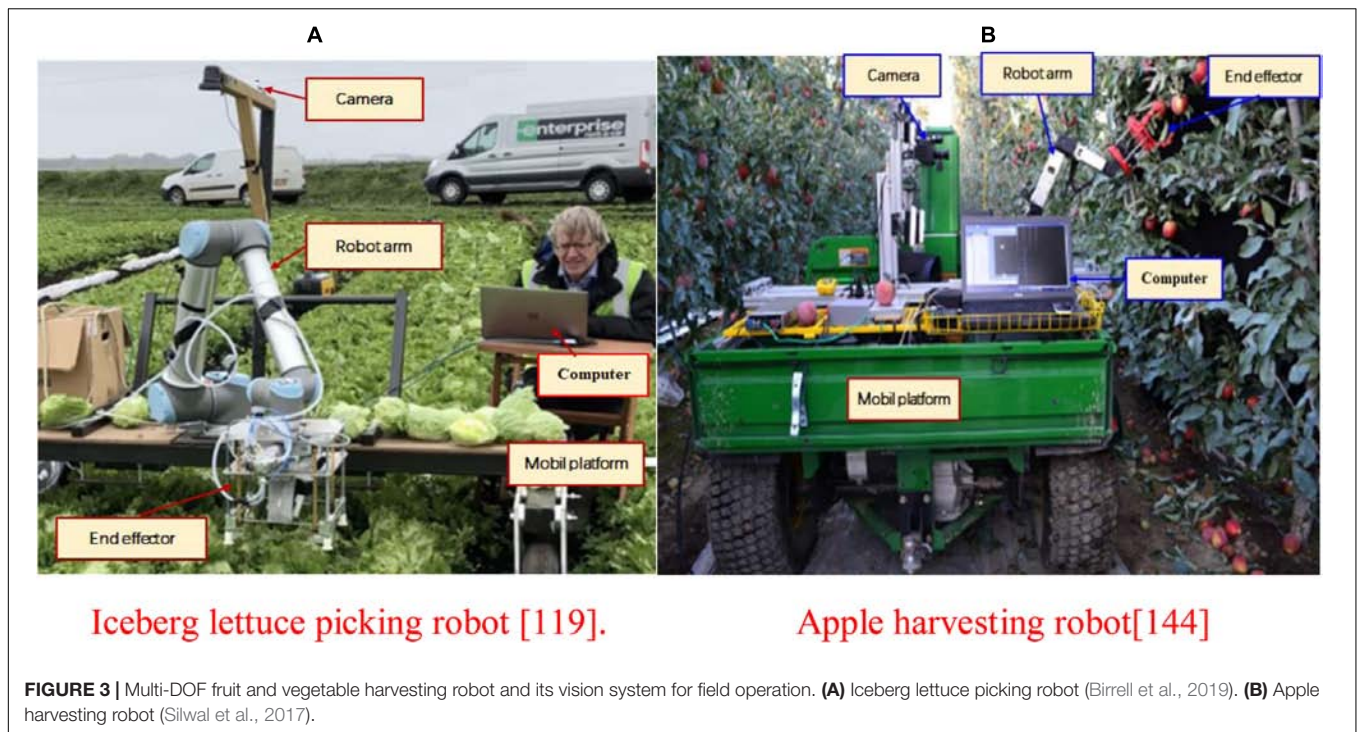 A
B
Camera
enterprise
Robot arm
Computer
Mobil platform
End effector
Camera
Robot arm
End effector
Computer
Mobil platform
Iceberg lettuce picking robot [119].
Apple harvesting robot[144]
FIGURE 3 | Multi-DOF fruit and vegetable harvesting robot and its vision system for field operation. (A) Iceberg lettuce picking robot (Birrell et al., 2019). (B) Apple
harvesting robot (Silwal et al., 2017).